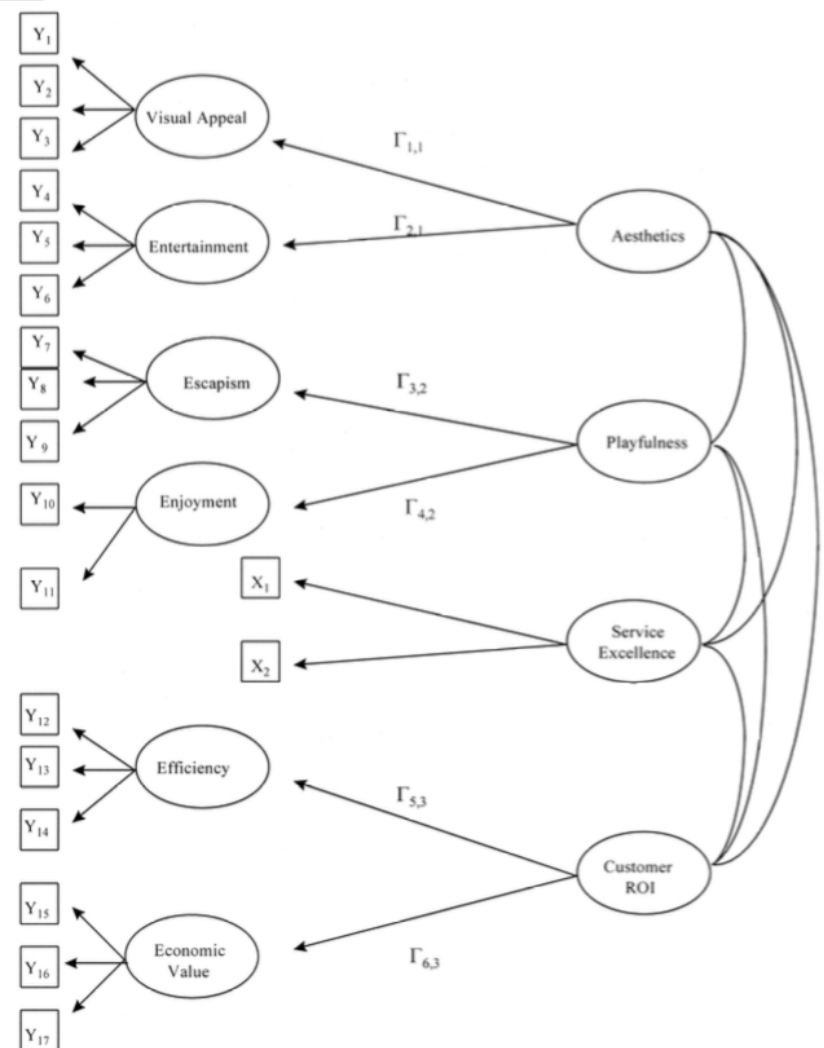 Y1
Y2
Y3
Y4
Y5
Y6
Y7
Y8
Y9
Y10
Y11
Y12
Y13
Y14
Y15
Y16
Y17
Visual Appeal
Entertainment
Escapism
Enjoyment
X1
X2
Efficiency
Economic
Value
Γ1,1
Γ2,1
Γ3,2
Γ4,2
Γ5,3
Γ6,3
Aesthetics
Playfulness
Service
Excellence
Customer
ROI